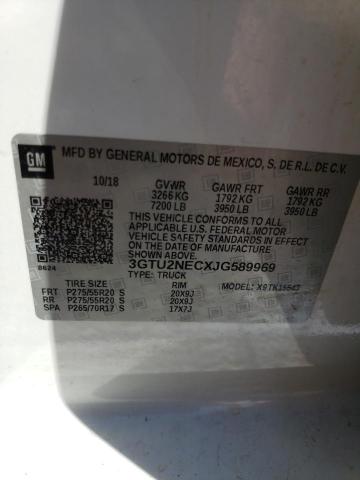 GM
MFD BY GENERAL MOTORS DE MEXICO, S. DE R.L. DE C.V.
10/18 GVWR GAWR FRT GAWR RR
3266 KG 1792 KG 1792 KG
7200 LB 3950 LB 3950 LB
THIS VEHICLE CONFORMS TO ALL
APPLICABLE U.S. FEDERAL MOTOR
VEHICLE SAFETY STANDARDS IN
EFFECT ON THE DATE OF
MANUFACTURE SHOWN ABOVE.
3GTU2NECXJG589969
8624 TYPE: TRUCK
TIRE SIZE RIM MODEL:
FRT P275/55R20 S 20X9J
RR P275/55R20 S 20X9J
SPA P265/70R17 S 17X7J